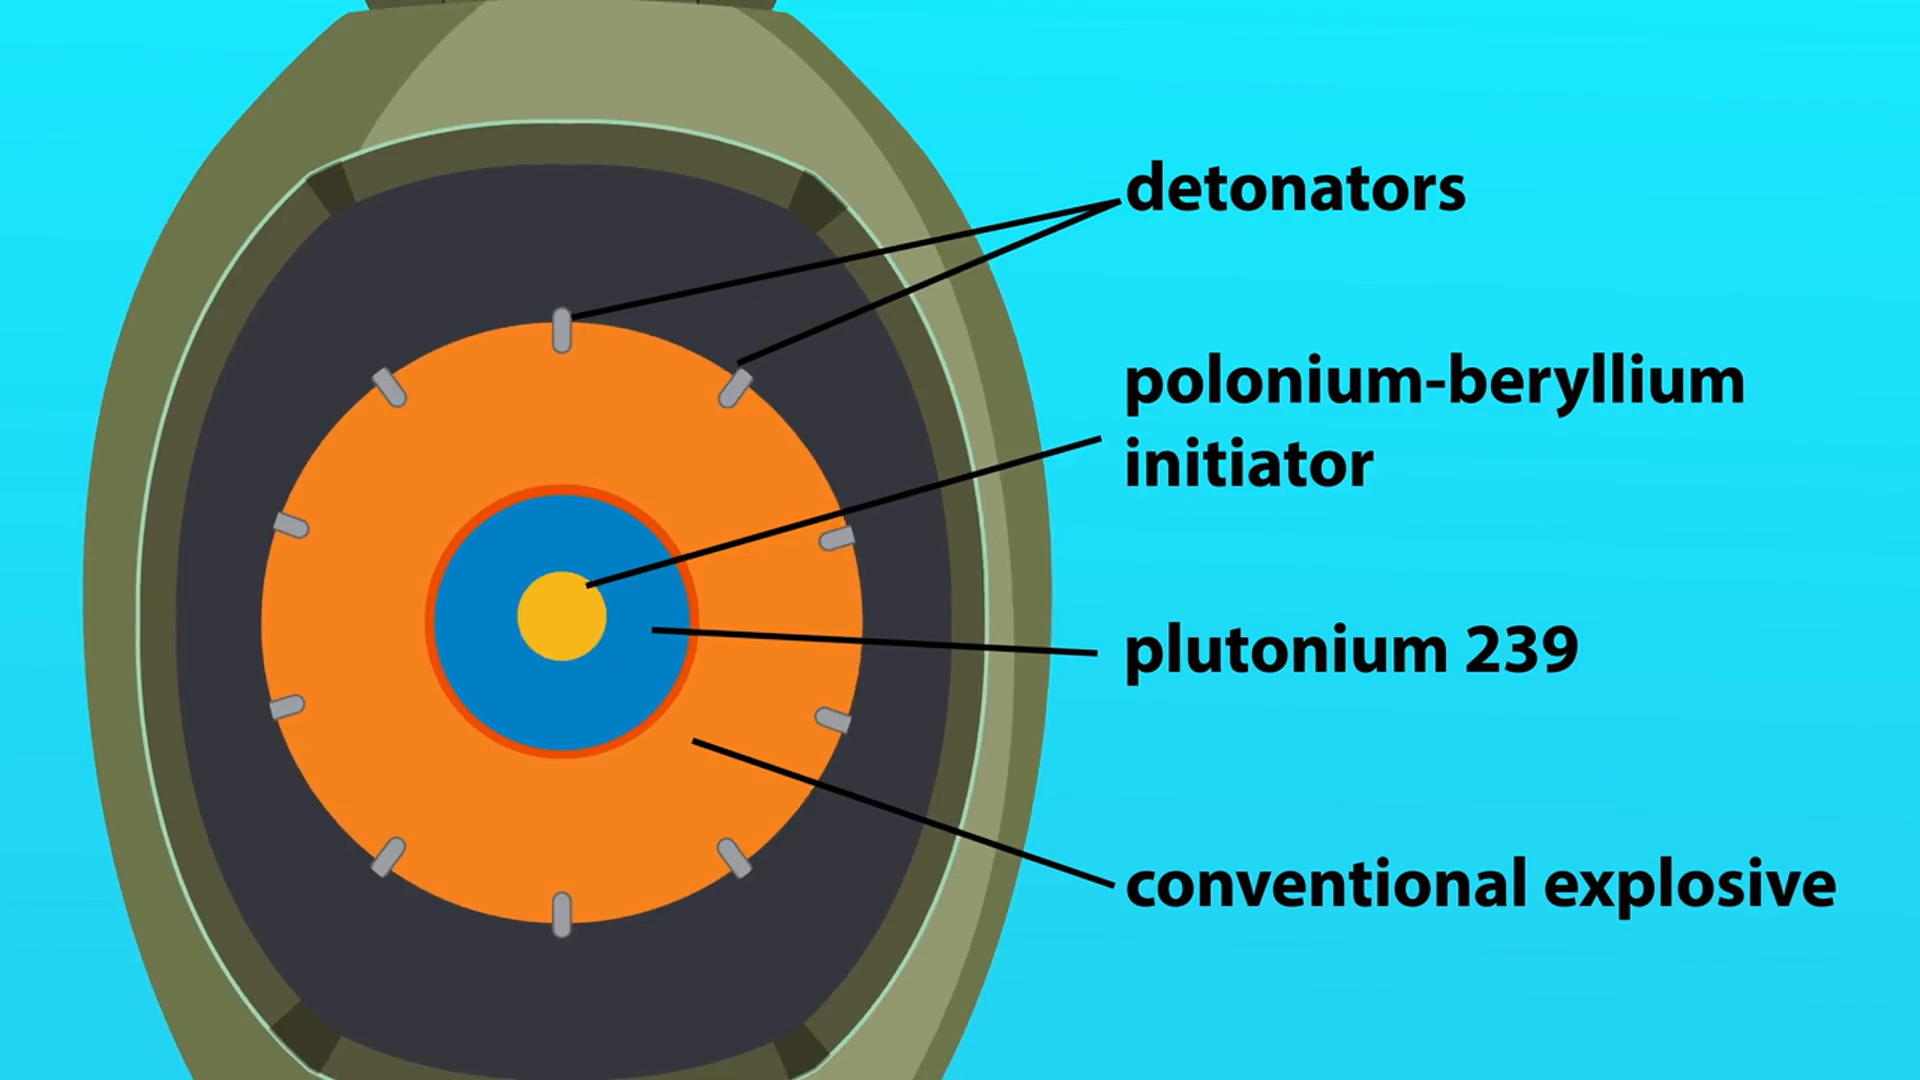 detonators
polonium-beryllium
initiator
plutonium 239
conventional explosive